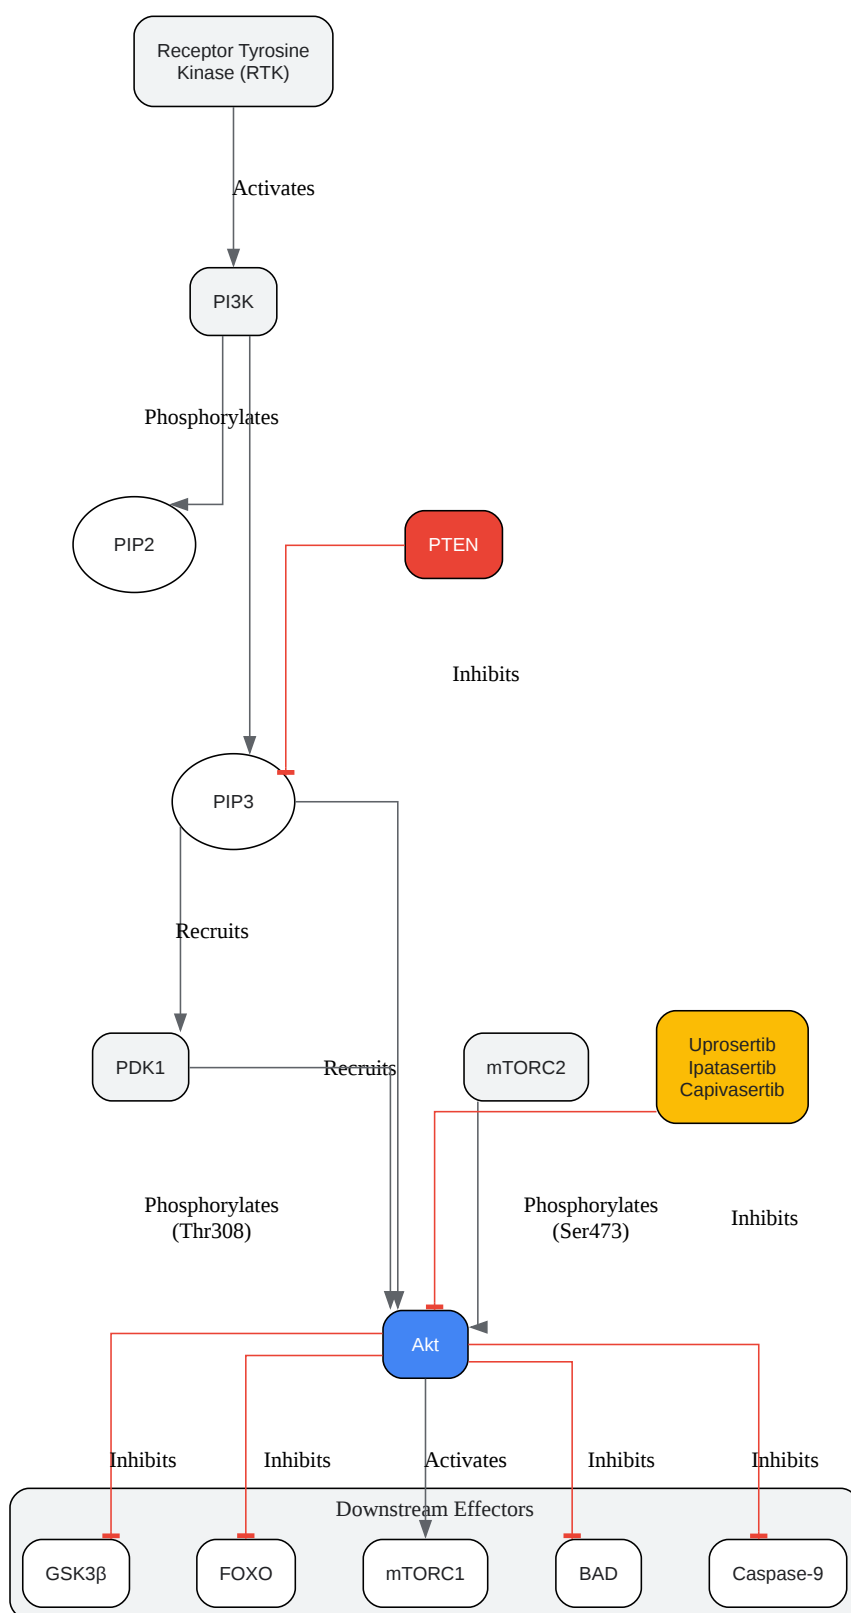 Receptor Tyrosine
Kinase (RTK)
Activates
PI3K
Phosphorylates
PIP2
PTEN
Inhibits
PIP3
Recruits
PDK1
Recruits
mTORC2
Uprosertib
Ipatasertib
Capivasertib
Phosphorylates
(Thr308)
Phosphorylates
(Ser473)
Inhibits
Akt
Inhibits
Inhibits
Activates
Inhibits
Inhibits
Downstream Effectors
GSK3β
FOXO
mTORC1
BAD
Caspase-9